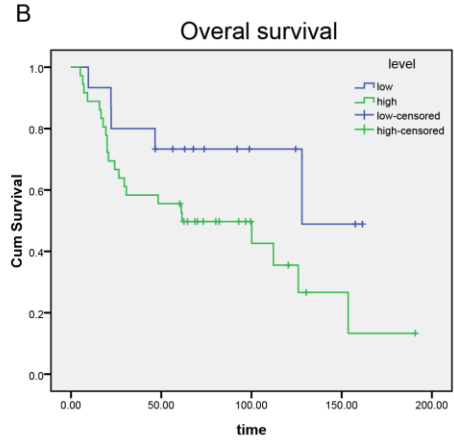 B
Overal survival
level
low
high
low-censored
high-censored
Cum Survival
1.0
0.8
0.6
0.4
0.2
0.0
0.00 50.00 100.00 150.00 200.00
time